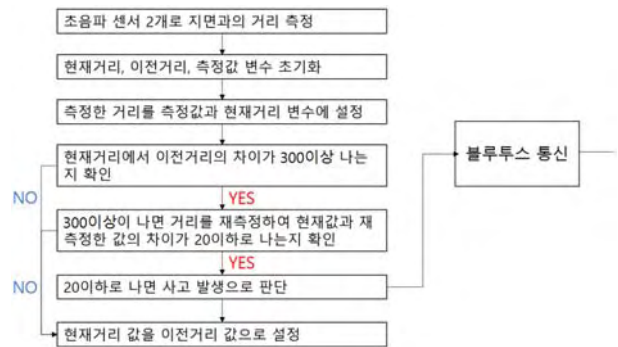 초음파 센서 2개로 지면과의 거리 측정
현재거리, 이전거리, 측정값 변수 초기화
측정한 거리를 측정값과 현재거리 변수에 설정
현재거리에서 이전거리의 차이가 300이상 나는
지 확인
블루투스 통신
NO
YES
300이상이 나면 거리를 재측정하여 현재값과 재
측정한 값의 차이가 20이하로 나는지 확인
YES
NO
20이하로 나면 사고 발생으로 판단
현재거리 값을 이전거리 값으로 설정